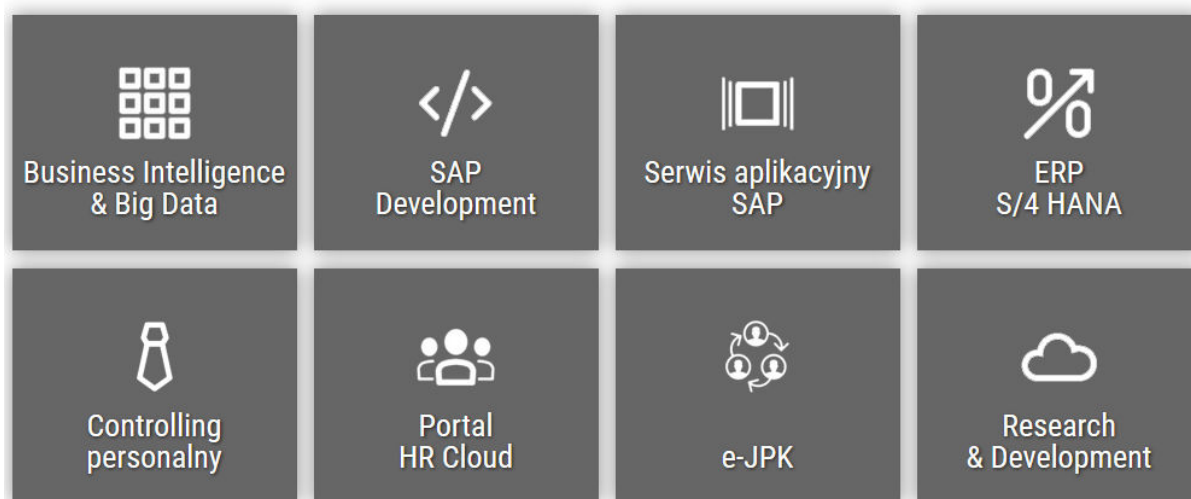 Business Intelligence
& Big Data
SAP
Development
Serwis aplikacyjny
SAP
ERP
S/4 HANA
Controlling
personalny
Portal
HR Cloud
e-JPK
Research
& Development